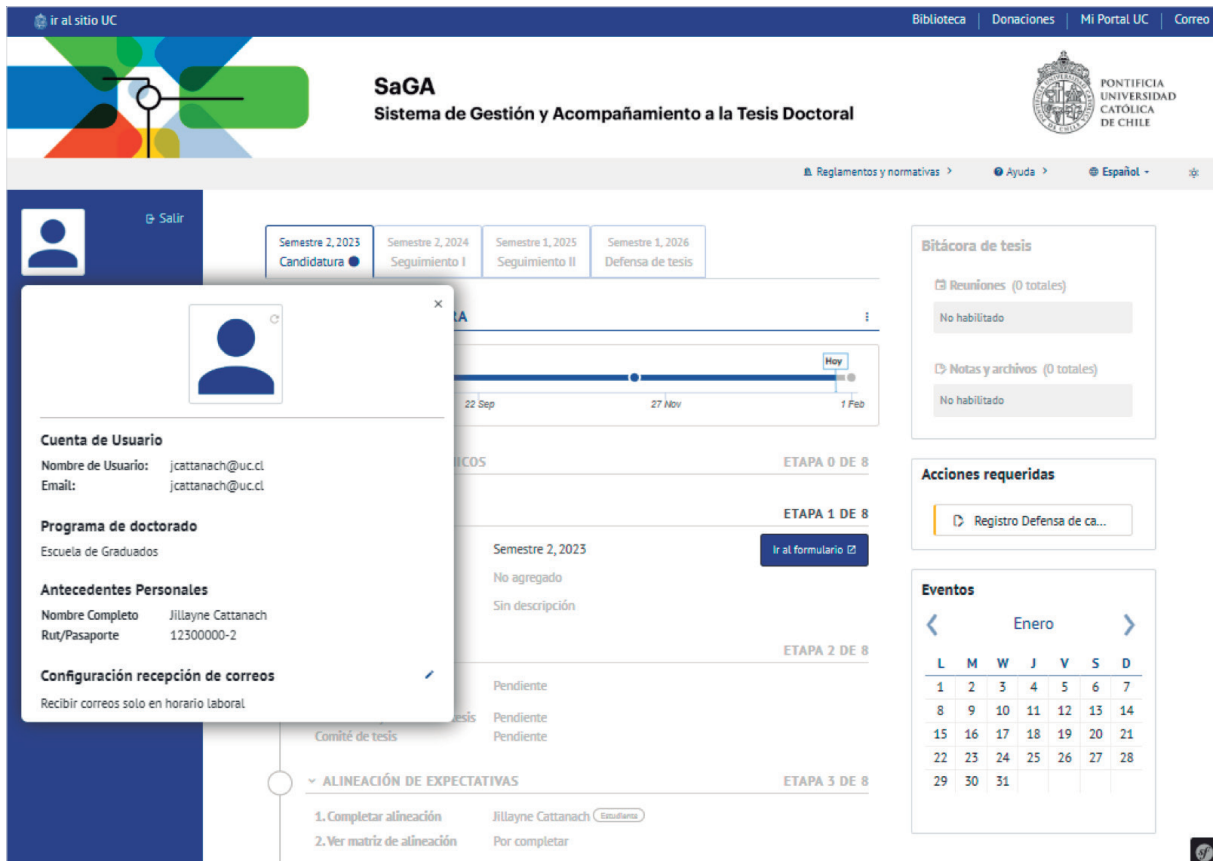 ir al sitio UC
Biblioteca | Donaciones | Mi Portal UC | Correo
SaGA
Sistema de Gestión y Acompañamiento a la Tesis Doctoral
PONTIFICIA
UNIVERSIDAD
CATÓLICA
DE CHILE
Reglamentos y normativas >
Ayuda >
Español
Salir
Semestre 2, 2023
Candidatura
Semestre 2, 2024
Seguimiento I
Semestre 1, 2025
Seguimiento II
Semestre 1, 2026
Defensa de tesis
RA
Hoy
22 Sep
27 Nov
1 Feb
ICOS
ETAPA 0 DE 8
ETAPA 1 DE 8
Semestre 2, 2023
Ir al formulario
No agregado
Sin descripción
ETAPA 2 DE 8
Pendiente
tesis Pendiente
Comité de tesis Pendiente
ALINEACIÓN DE EXPECTATIVAS
ETAPA 3 DE 8
1. Completar alineación Jillayne Cattanach Estudiante
2. Ver matriz de alineación Por completar
×
Cuenta de Usuario
Nombre de Usuario: jcattanach@uc.cl
Email: jcattanach@uc.cl
Programa de doctorado
Escuela de Graduados
Antecedentes Personales
Nombre Completo Jillayne Cattanach
Rut/Pasaporte 12300000-2
Configuración recepción de correos
Recibir correos solo en horario laboral
Bitácora de tesis
Reuniones (0 totales)
No habilitado
Notas y archivos (0 totales)
No habilitado
Acciones requeridas
Registro Defensa de ca...
Eventos
Enero
L M W J V S D
1 2 3 4 5 6 7
8 9 10 11 12 13 14
15 16 17 18 19 20 21
22 23 24 25 26 27 28
29 30 31
sf